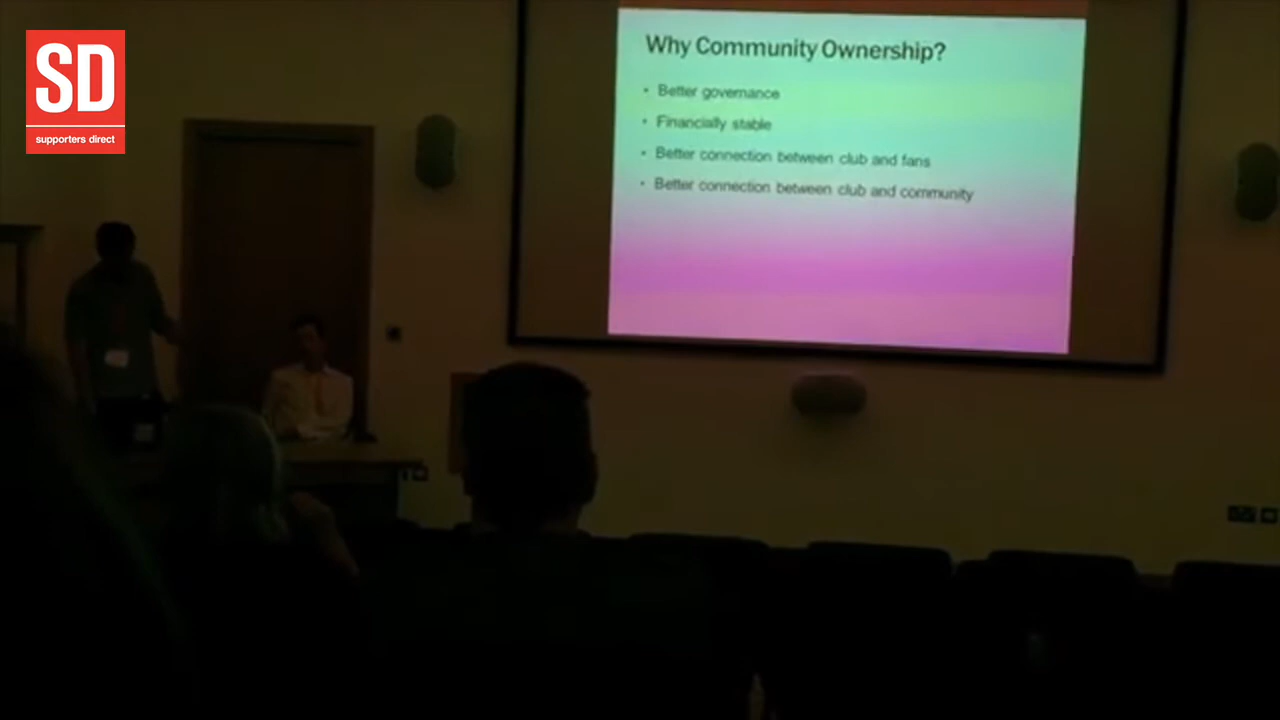 SD
supporters direct
Why Community Ownership?
• Better governance
• Financially stable
• Better connection between club and fans
• Better connection between club and community